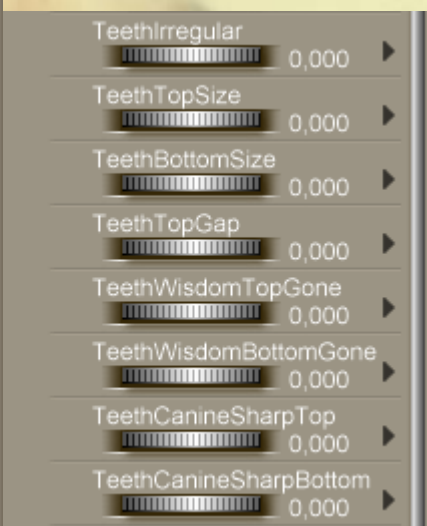 TeethIrregular
0,000
TeethTopSize
0,000
TeethBottomSize
0,000
TeethTopGap
0,000
TeethWisdomTopGone
0,000
TeethWisdomBottomGone
0,000
TeethCanineSharpTop
0,000
TeethCanineSharpBottom
0,000